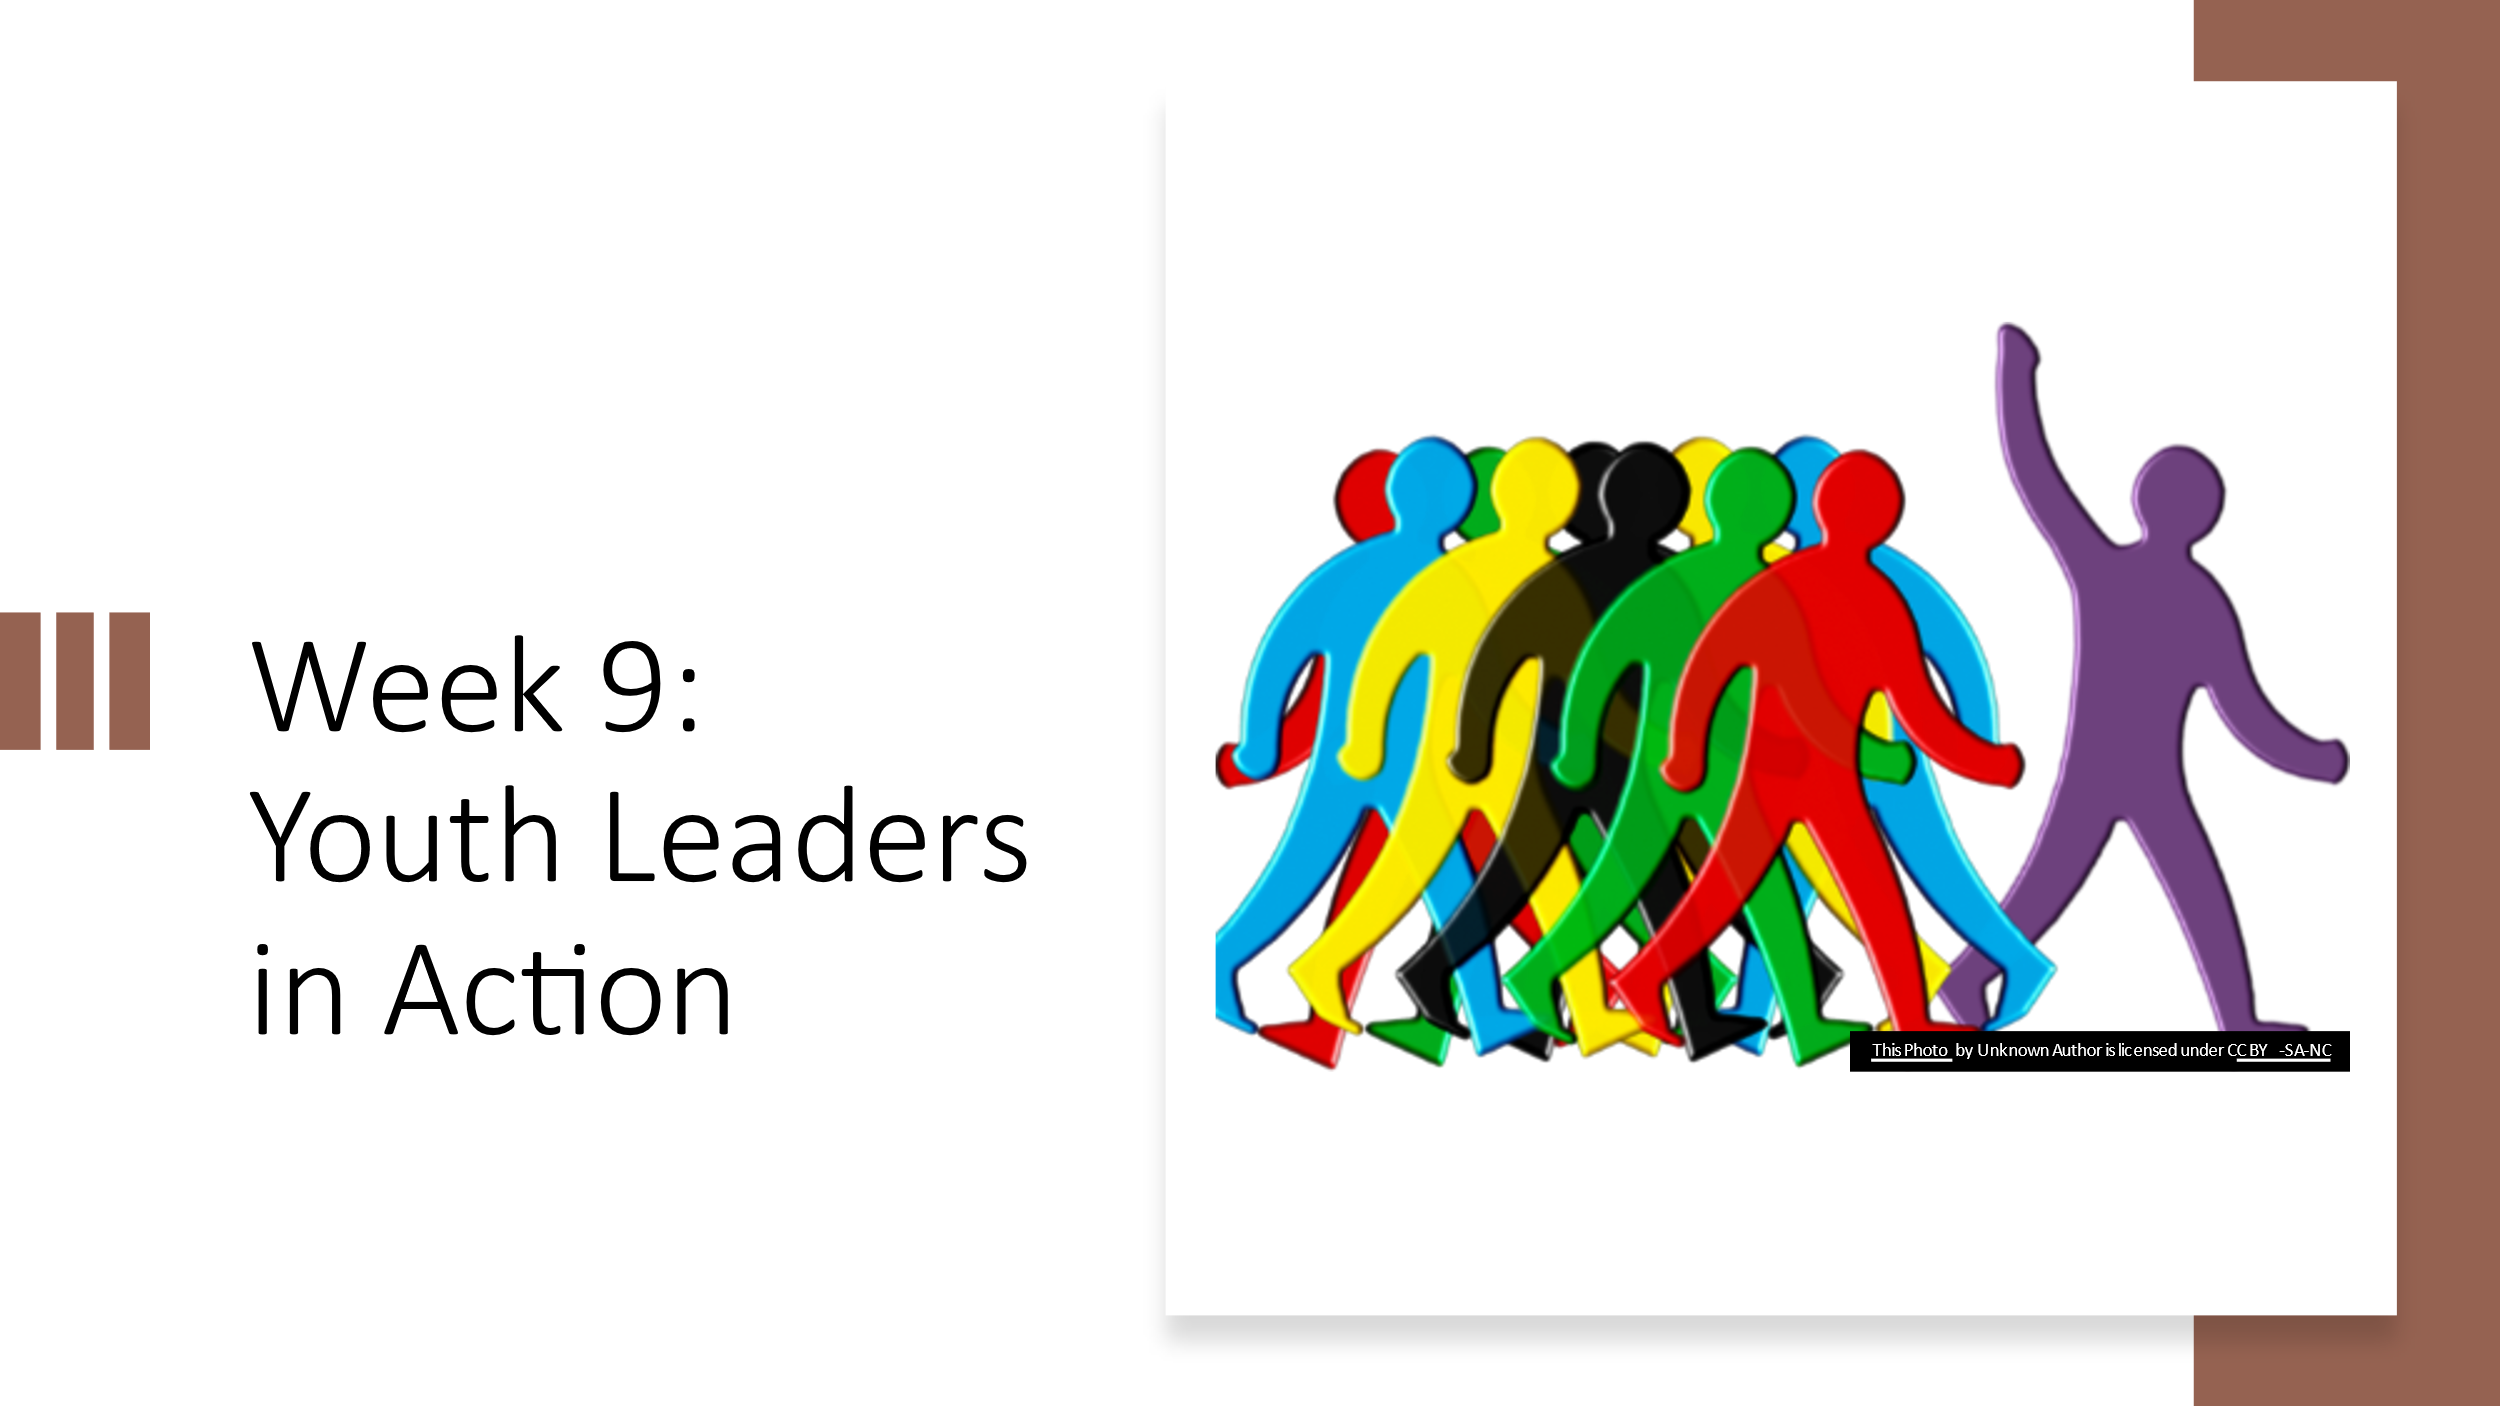 Week 9:
Youth Leaders
in Action
This Photo by Unknown Author is licensed under CC BY -SA-NC